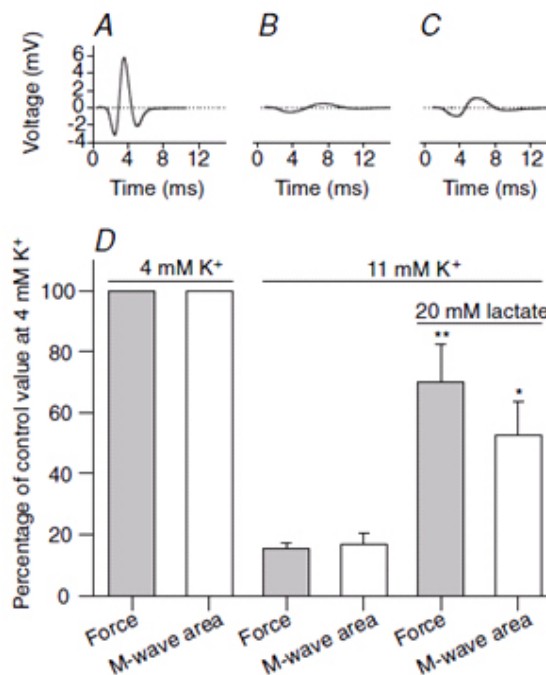 A B C
Voltage (mV)
6
4
2
0
-2
-4
0 4 8 12
0 4 8 12
0 4 8 12
Time (ms) Time (ms) Time (ms)
D
4 mM K⁺ 11 mM K⁺
20 mM lactate
** *
Percentage of control value at 4 mM K⁺
100
80
60
40
20
0
Force
M-wave area
Force
M-wave area
Force
M-wave area